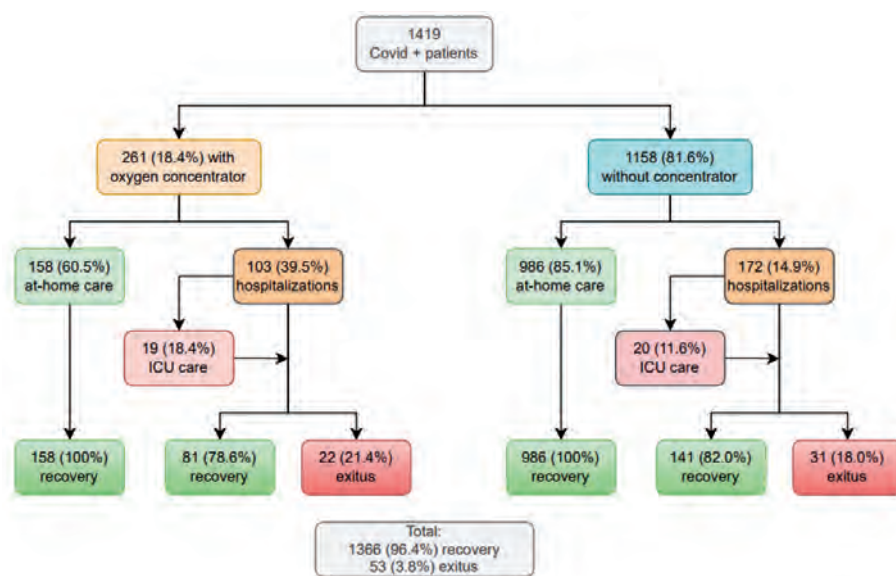 1419
Covid + patients
261 (18.4%) with
oxygen concentrator
1158 (81.6%)
without concentrator
158 (60.5%)
at-home care
103 (39.5%)
hospitalizations
986 (85.1%)
at-home care
172 (14.9%)
hospitalizations
19 (18.4%)
ICU care
20 (11.6%)
ICU care
158 (100%)
recovery
81 (78.6%)
recovery
22 (21.4%)
exitus
986 (100%)
recovery
141 (82.0%)
recovery
31 (18.0%)
exitus
Total:
1366 (96.4%) recovery
53 (3.8%) exitus